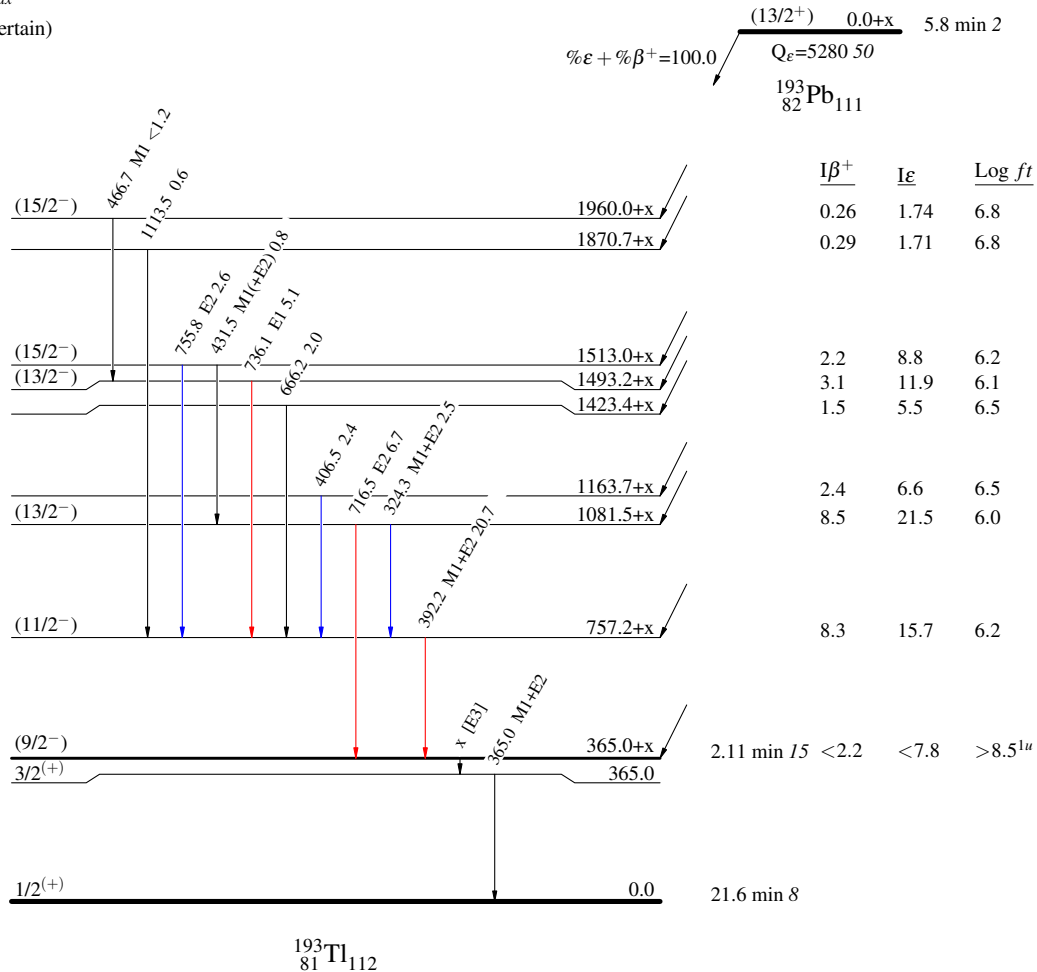 ertain)
(13/2⁺) 0.0+x 5.8 min 2
%ε + %β⁺=100.0
Q_ε=5280 50
¹⁹³₈₂Pb₁₁₁
Iβ⁺ Iε Log ft
466.7 M1 <1.2
1113.5 0.6
(15/2⁻) 1960.0+x 0.26 1.74 6.8
1870.7+x 0.29 1.71 6.8
755.8 E2 2.6
431.5 M1(+E2) 0.8
736.1 E1 5.1
666.2 2.0
(15/2⁻) 1513.0+x 2.2 8.8 6.2
(13/2⁻) 1493.2+x 3.1 11.9 6.1
1423.4+x 1.5 5.5 6.5
406.5 2.4
716.5 E2 6.7
324.3 M1+E2 2.5
1163.7+x 2.4 6.6 6.5
(13/2⁻) 1081.5+x 8.5 21.5 6.0
392.2 M1+E2 20.7
(11/2⁻) 757.2+x 8.3 15.7 6.2
x [E3]
365.0 M1+E2
(9/2⁻) 365.0+x 2.11 min 15 <2.2 <7.8 >8.5¹ᵘ
3/2⁽⁺⁾ 365.0
1/2⁽⁺⁾ 0.0 21.6 min 8
¹⁹³₈₁Tl₁₁₂